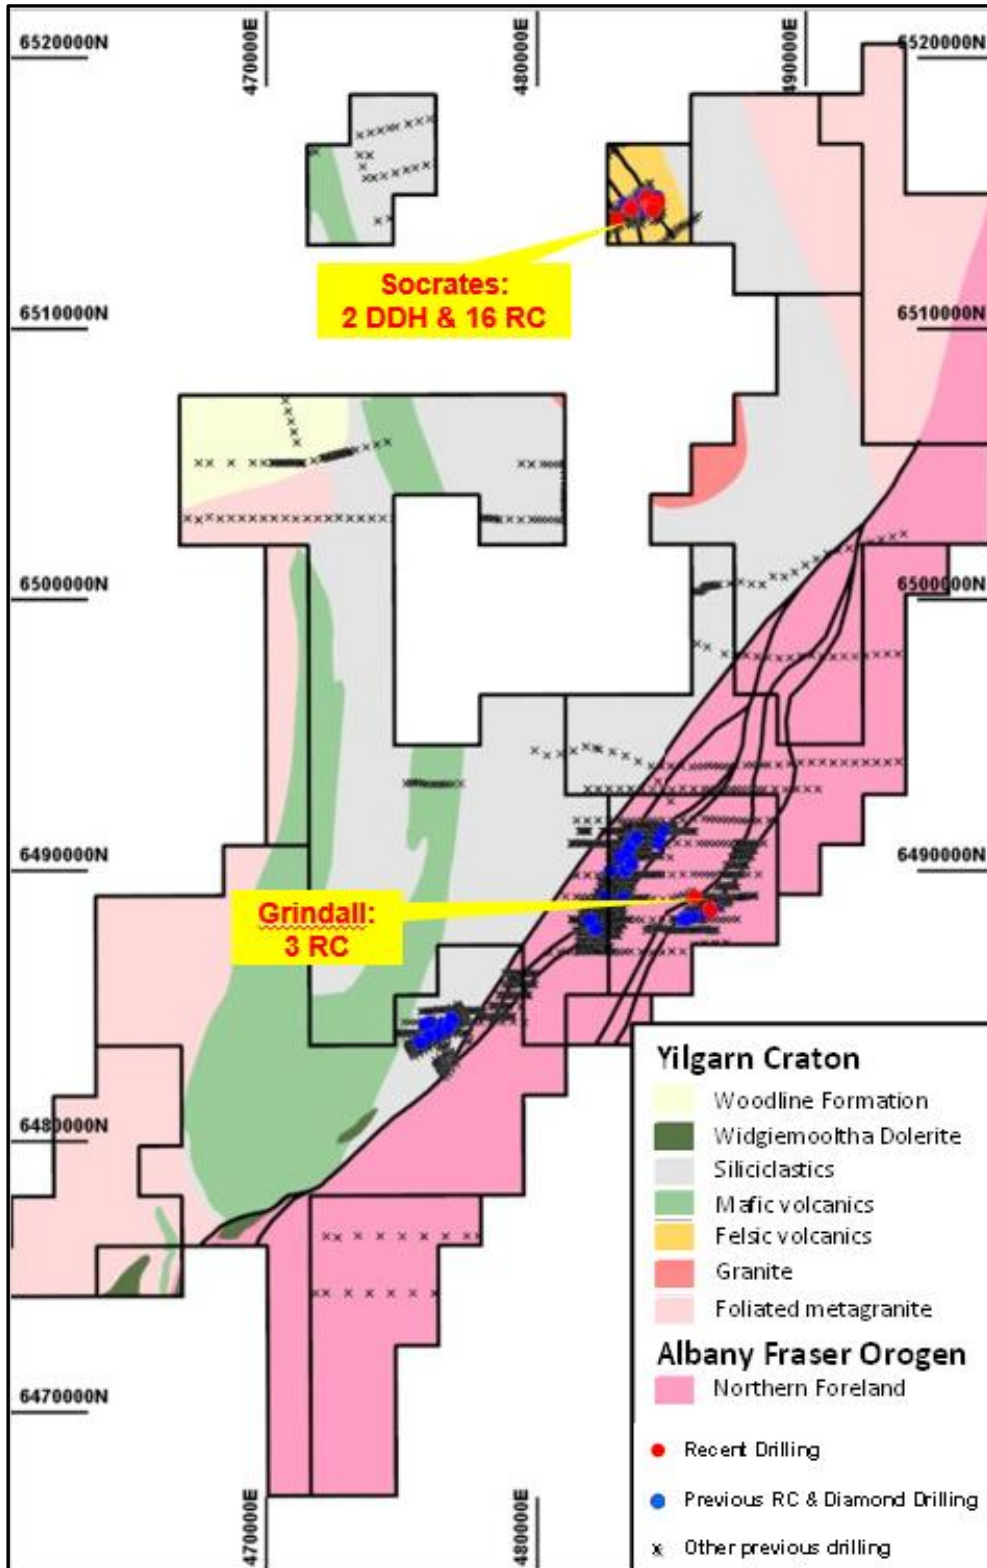 470000E
480000E
490000E
6520000N
6520000N
Socrates:
2 DDH & 16 RC
6510000N
6510000N
6500000N
6500000N
6490000N
6490000N
Grindall:
3 RC
6480000N
6470000N
470000E
480000E
Yilgarn Craton
Woodline Formation
Widgiemooltha Dolerite
Siliciclastics
Mafic volcanics
Felsic volcanics
Granite
Foliated metagranite
Albany Fraser Orogen
Northern Foreland
Recent Drilling
Previous RC & Diamond Drilling
Other previous drilling